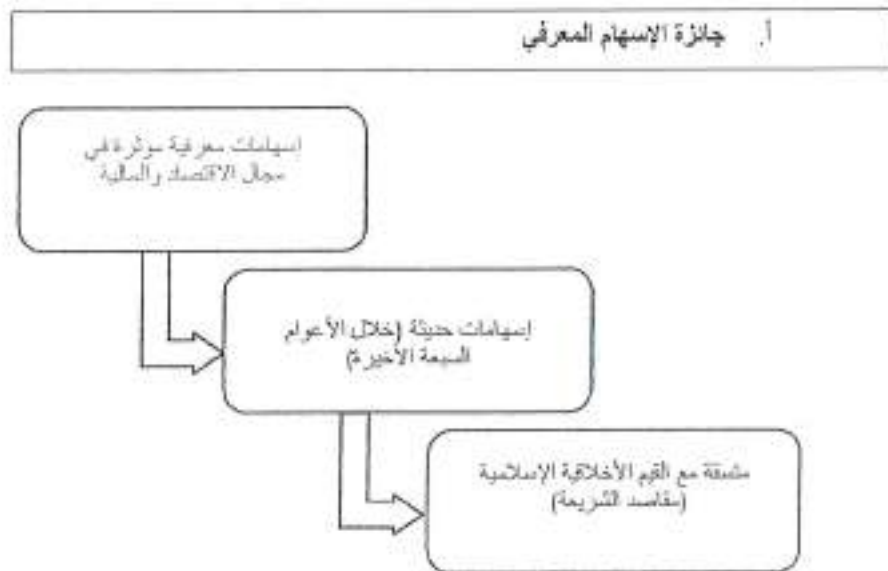 أ. جائزة الإسهام المعرفي
إسهامات معرفية موثرة في
مجال الاقتصاد والمالية
إسهامات حديثة (خلال الأعوام
السبعة الأخيرة)
متسقة مع القيم الأخلاقية الإسلامية
(مقاصد الشريعة)